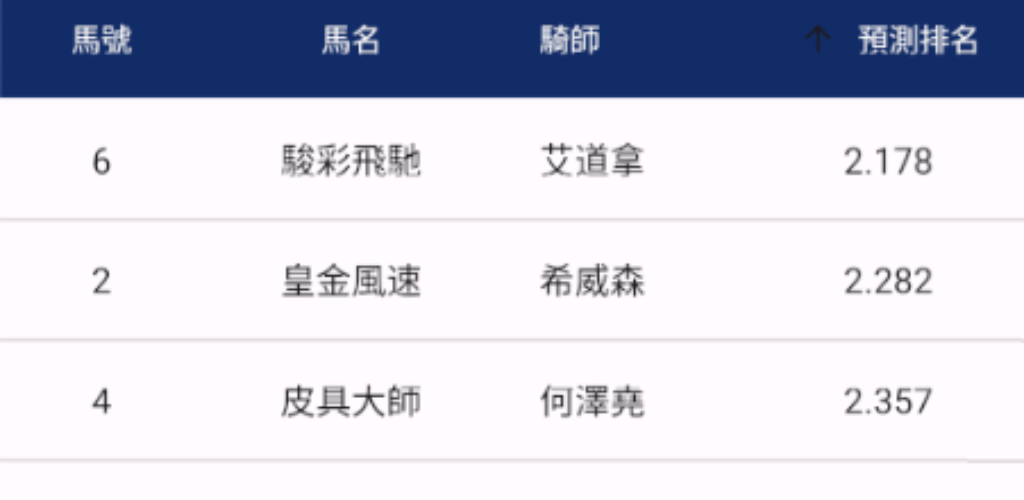 馬號 馬名 騎師 ↑ 預測排名
6 駿彩飛馳 艾道拿 2.178
2 皇金風速 希威森 2.282
4 皮具大師 何澤堯 2.357